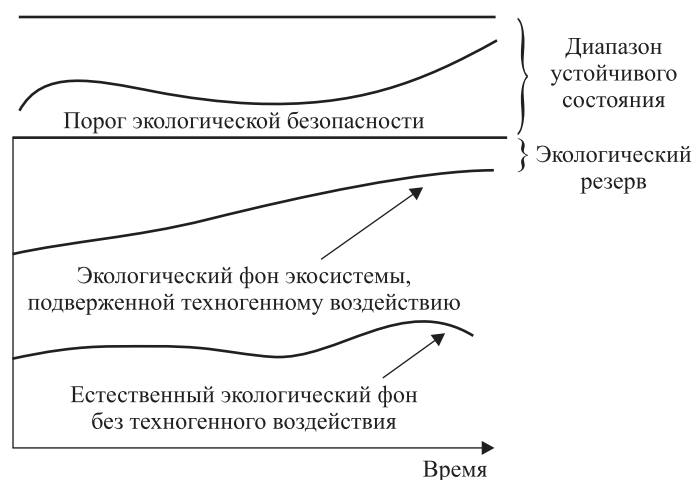 Диапазон
устойчивого
состояния
Порог экологической безопасности
Экологический
резерв
Экологический фон экосистемы,
подверженной техногенному воздействию
Естественный экологический фон
без техногенного воздействия
Время